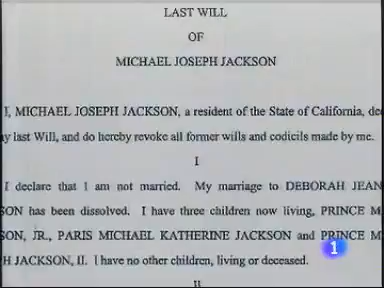 LAST WILL
OF
MICHAEL JOSEPH JACKSON
I, MICHAEL JOSEPH JACKSON, a resident of the State of California, dec
y last Will, and do hereby revoke all former wills and codicils made by me.
I
I declare that I am not married. My marriage to DEBORAH JEAN
SON has been dissolved. I have three children now living, PRINCE M
SON, JR., PARIS MICHAEL KATHERINE JACKSON and PRINCE M
H JACKSON, II. I have no other children, living or deceased.
II
1